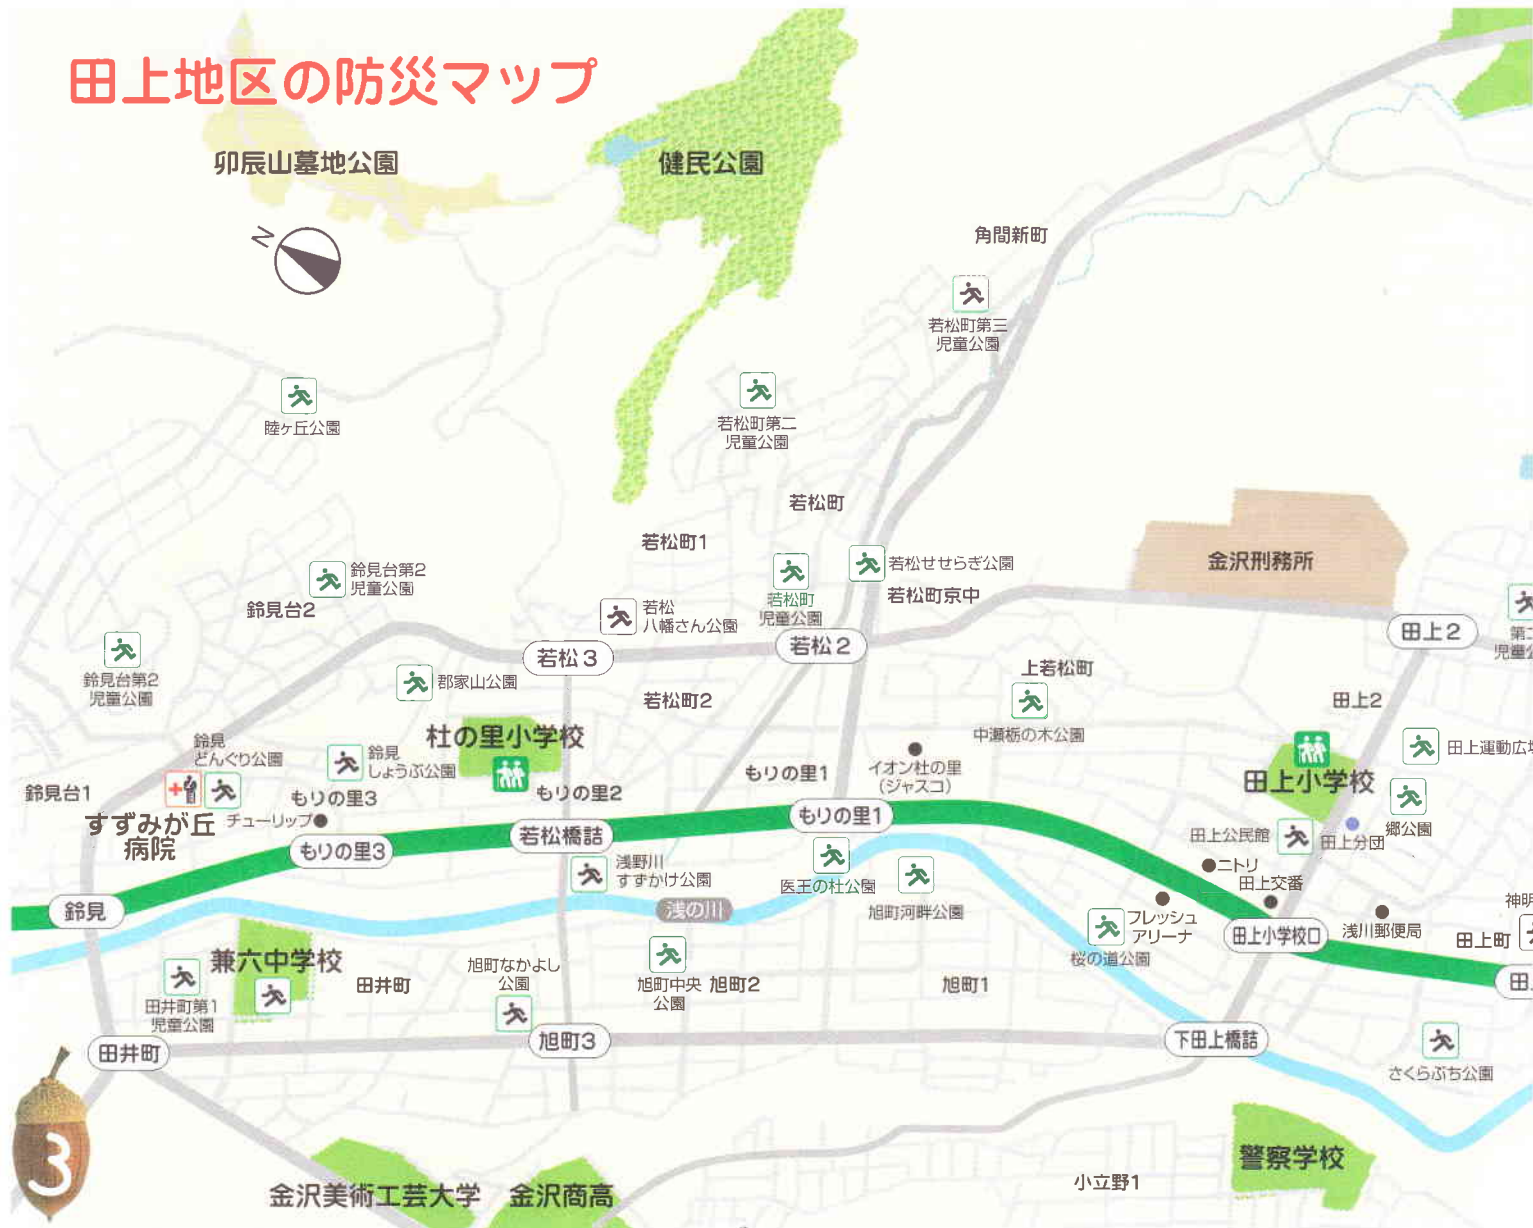 田上地区の防災マップ
卯辰山墓地公園
健民公園
N
角間新町
若松町第三
児童公園
睦ヶ丘公園
若松町第二
児童公園
若松町
若松町1
金沢刑務所
鈴見台第2
児童公園
鈴見台2
若松せせらぎ公園
若松町京中
若松町
児童公園
若松
八幡さん公園
若松3
若松2
田上2
第二
児童公
鈴見台第2
児童公園
郡家山公園
若松町2
上若松町
田上2
中瀬栃の木公園
田上運動広場
鈴見
どんぐり公園
鈴見
しょうぶ公園
杜の里小学校
もりの里1
イオン杜の里
(ジャスコ)
田上小学校
鈴見台1
もりの里3
もりの里2
すずみが丘
病院
チューリップ
もりの里3
若松橋詰
もりの里1
田上公民館
田上分団
郷公園
浅野川
すずかけ公園
医王の杜公園
旭町河畔公園
ニトリ
田上交番
鈴見
浅の川
フレッシュ
アリーナ
桜の道公園
田上小学校口
浅川郵便局
神明
田上町
田上
兼六中学校
田井町
旭町なかよし
公園
旭町中央
公園
旭町2
旭町1
田井町第1
児童公園
田井町
旭町3
下田上橋詰
さくらぶち公園
3
警察学校
小立野1
金沢美術工芸大学
金沢商高